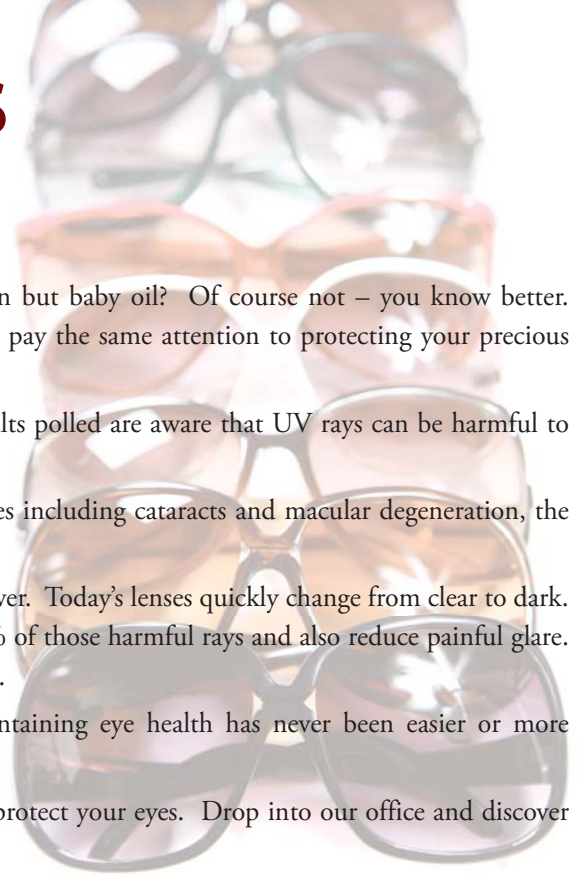 S
n but baby oil?  Of course not – you know better.
pay the same attention to protecting your precious
lts polled are aware that UV rays can be harmful to
es including cataracts and macular degeneration, the
ver.  Today's lenses quickly change from clear to dark.
% of those harmful rays and also reduce painful glare.
.
ntaining eye health has never been easier or more
protect your eyes.  Drop into our office and discover